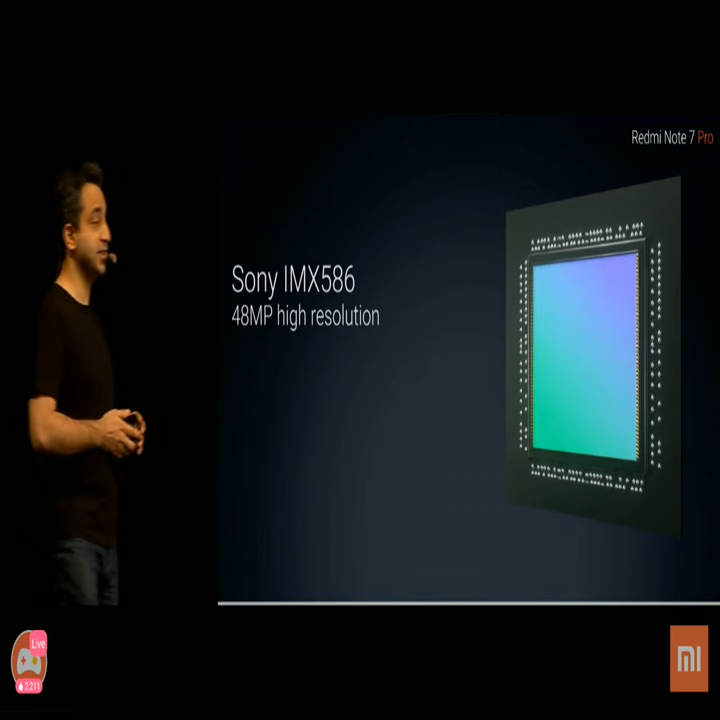 Redmi Note 7 Pro
Sony IMX586
48MP high resolution
Live
2,211
MI